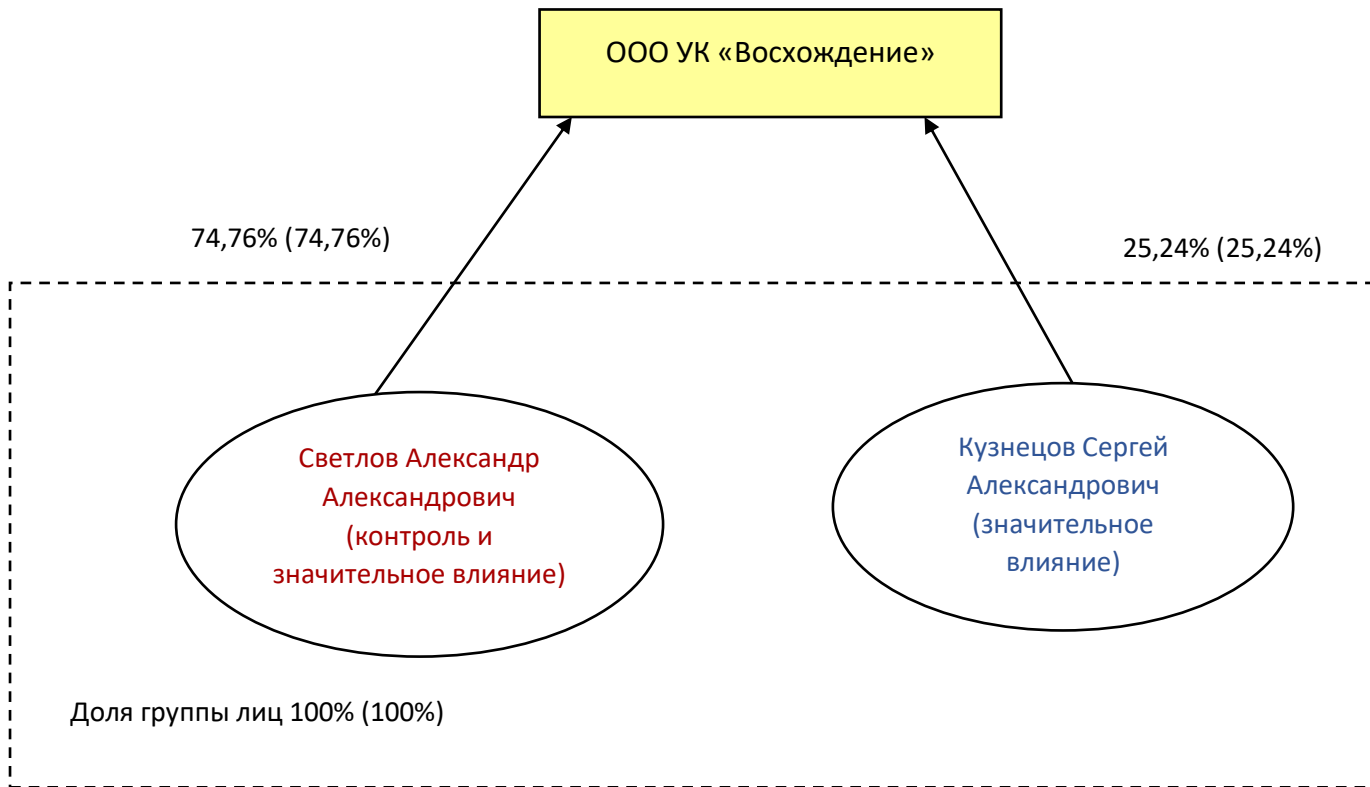 ООО УК «Восхождение»
74,76% (74,76%)
25,24% (25,24%)
Светлов Александр
Александрович
(контроль и
значительное влияние)
Кузнецов Сергей
Александрович
(значительное
влияние)
Доля группы лиц 100% (100%)